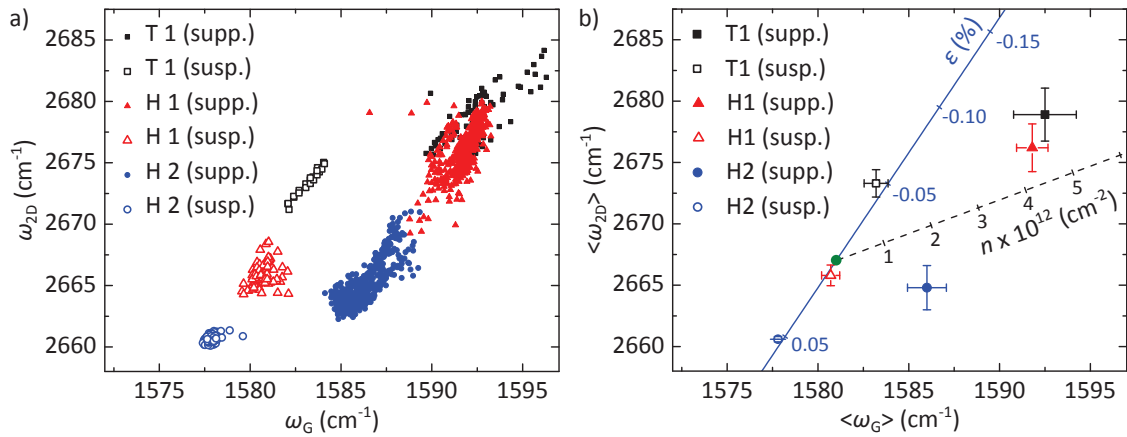 a)
T 1 (supp.)
T 1 (susp.)
H 1 (supp.)
H 1 (susp.)
H 2 (supp.)
H 2 (susp.)
2685
2680
2675
2670
2665
2660
ω2D (cm-1)
1575 1580 1585 1590 1595
ωG (cm-1)
b)
T1 (supp.)
T1 (susp.)
H1 (supp.)
H1 (susp.)
H2 (supp.)
H2 (susp.)
ε (%)
-0.15
-0.10
-0.05
0.05
1 2 3 4 5
n x 10^12 (cm-2)
2685
2680
2675
2670
2665
2660
<ω2D> (cm-1)
1575 1580 1585 1590 1595
<ωG> (cm-1)